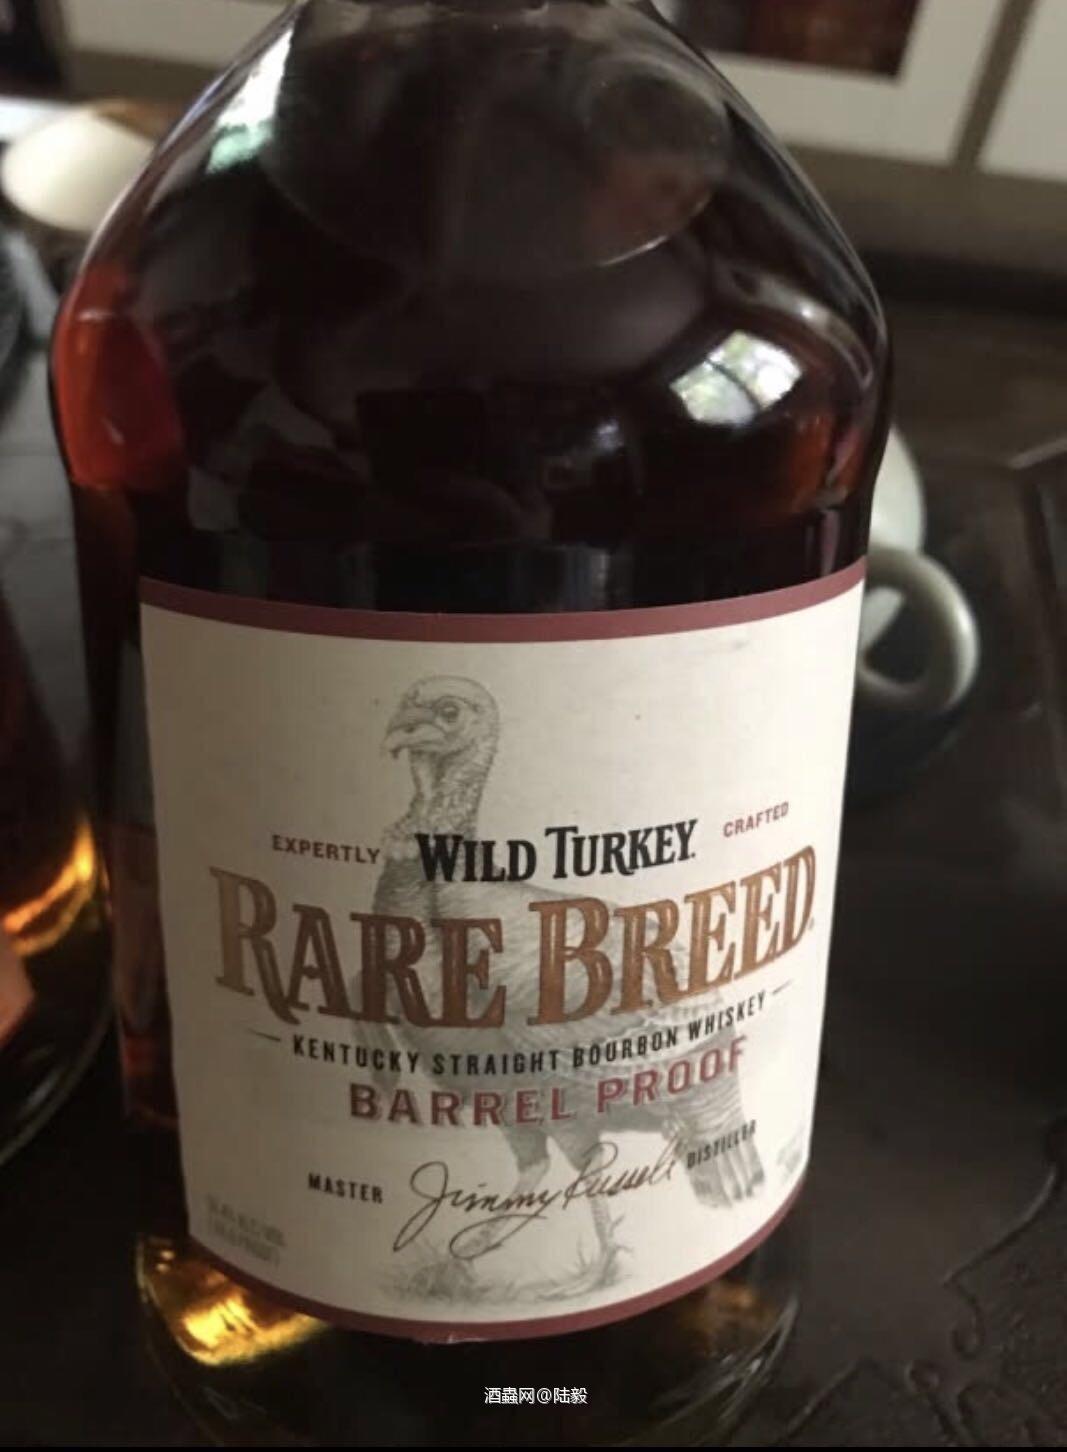 EXPERTLY WILD TURKEY. CRAFTED
RARE BREED
KENTUCKY STRAIGHT BOURBON WHISKEY
BARREL PROOF
MASTER Jimmy Russell DISTILLER
酒蟲网@陆毅